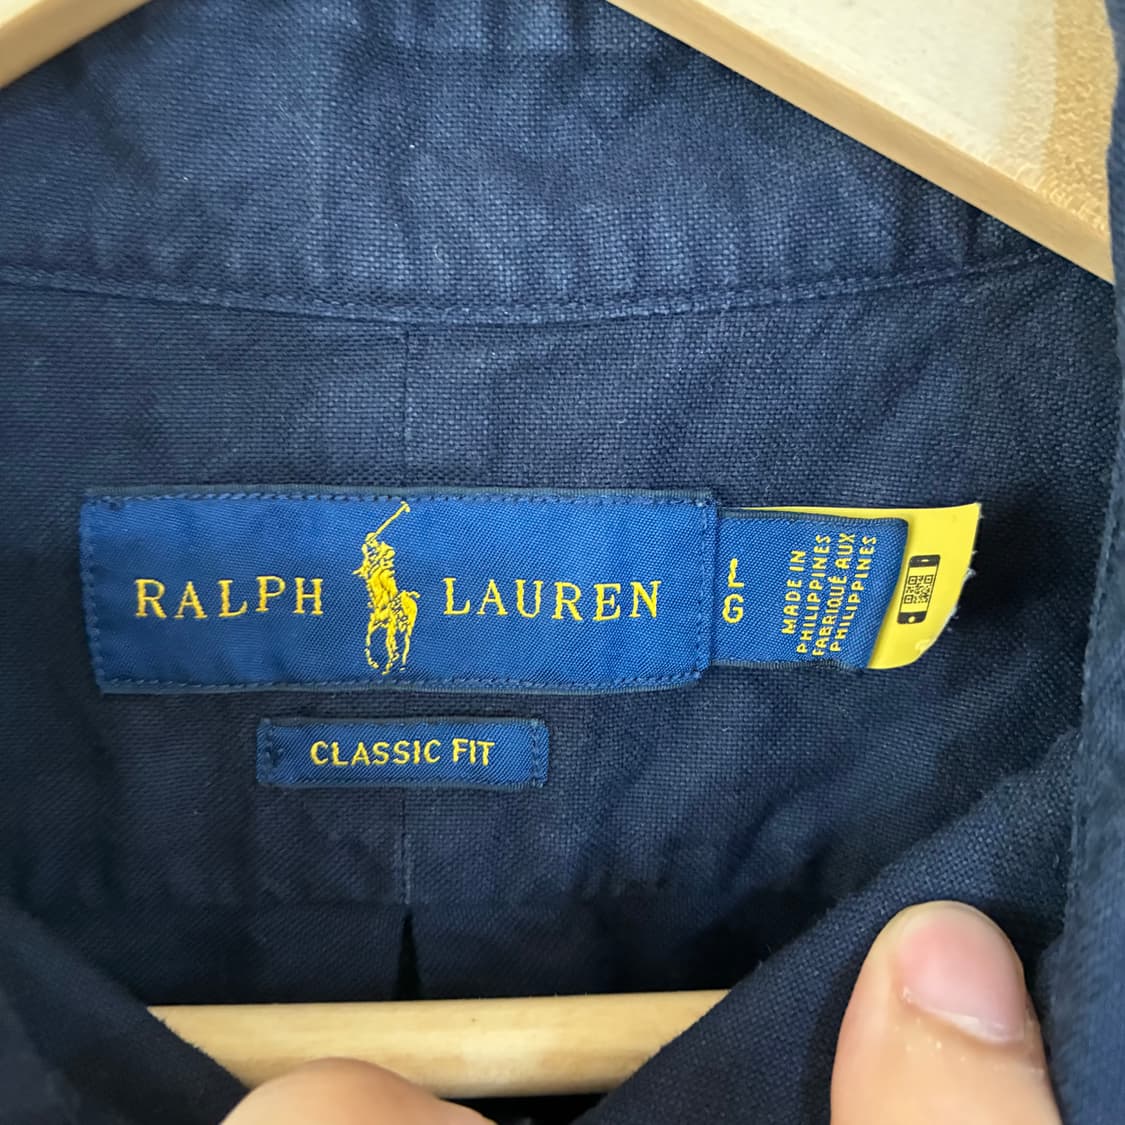 RALPH LAUREN
L
G
MADE IN
PHILIPPINES
FABRIQUÉ AUX
PHILIPPINES
CLASSIC FIT